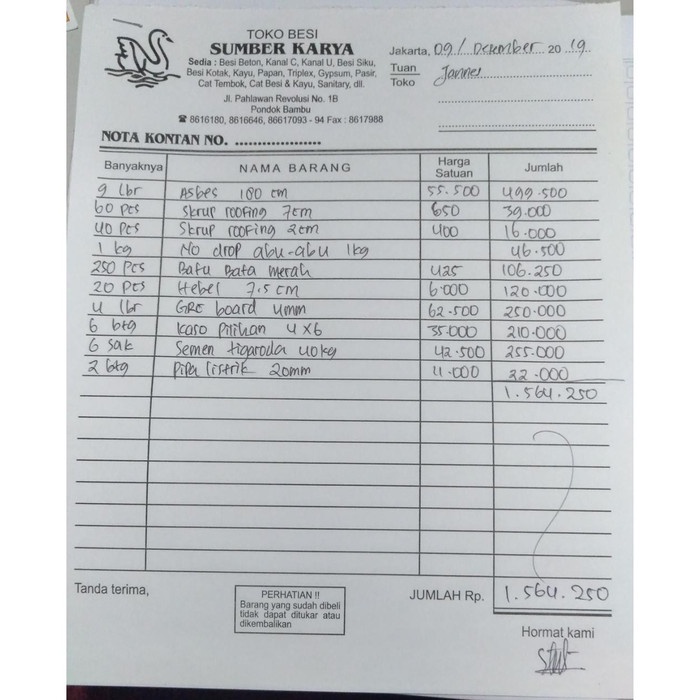 TOKO BESI
SUMBER KARYA
Sedia : Besi Beton, Kanal C, Kanal U, Besi Siku,
Besi Kotak, Kayu, Papan, Triplex, Gypsum, Pasir,
Cat Tembok, Cat Besi & Kayu, Sanitary, dll.
Jl. Pahlawan Revolusi No. 1B
Pondok Bambu
☎ 8616180, 8616646, 86617093 - 94 Fax : 8617988
Jakarta, 09 / Desember 2019
Tuan
Toko
NOTA KONTAN NO. ....................
Banyaknya NAMA BARANG Harga Satuan Jumlah
9 lbr Asbes 180 cm 55.500 499.500
60 pcs Skrup roofing 7cm 650 39.000
40 pcs Skrup roofing 2cm 400 16.000
1 kg No drop abu-abu 1kg 46.500
250 pcs Batu Bata merah 425 106.250
20 pcs Hebel 7.5 cm 6.000 120.000
4 lbr GRC board 4mm 62.500 250.000
6 btg Kaso Pilihan 4x6 35.000 210.000
6 sak Semen tigaroda 40kg 42.500 255.000
2 btg Pipa listrik 20mm 11.000 22.000
1.564.250
Tanda terima,
PERHATIAN !!
Barang yang sudah dibeli
tidak dapat ditukar atau
dikembalikan
JUMLAH Rp. 1.564.250
Hormat kami